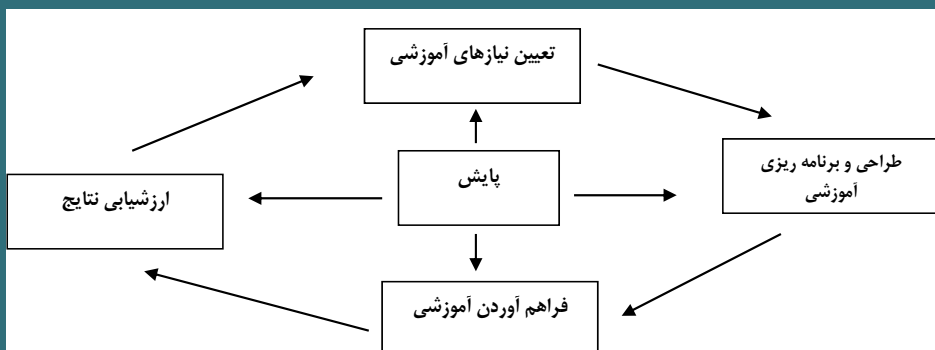 تعیین نیازهای آموزشی
طراحی و برنامه ریزی
آموزشی
پایش
ارزشیابی نتایج
فراهم آوردن آموزشی